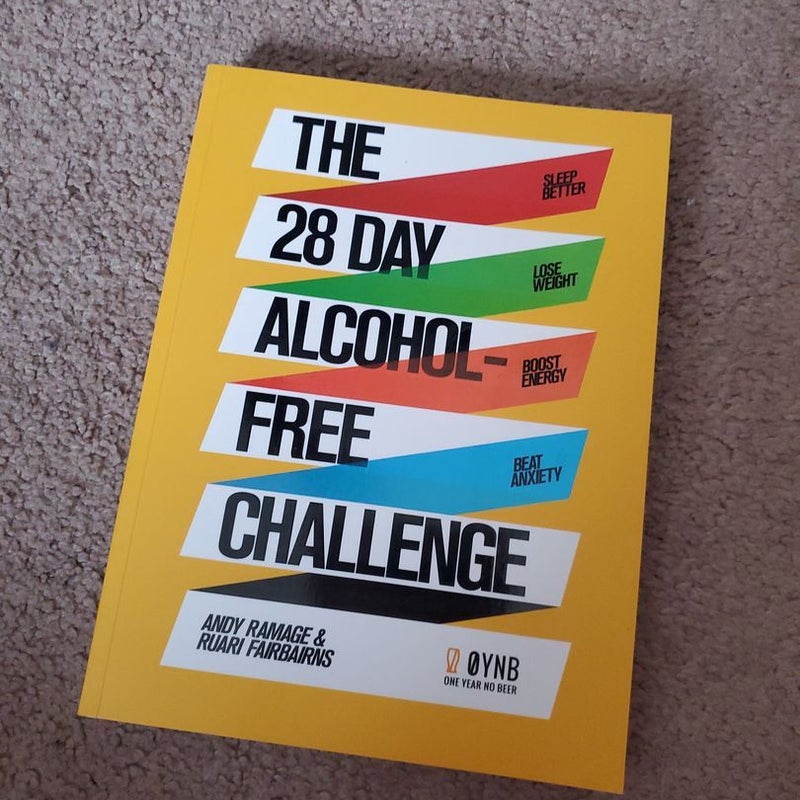 THE
SLEEP
BETTER
28 DAY
LOSE
WEIGHT
ALCOHOL-
BOOST
ENERGY
FREE
BEAT
ANXIETY
CHALLENGE
ANDY RAMAGE &
RUARI FAIRBAIRNS
ØYNB
ONE YEAR NO BEER